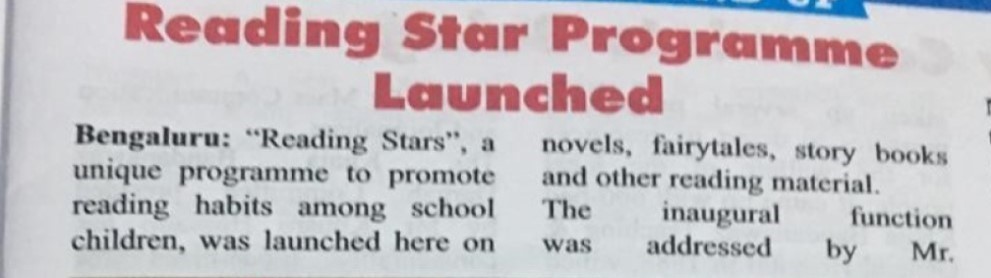 Reading Star Programme
Launched
Bengaluru: “Reading Stars”, a
unique programme to promote
reading habits among school
children, was launched here on
novels, fairytales, story books
and other reading material.
The inaugural function
was addressed by Mr.